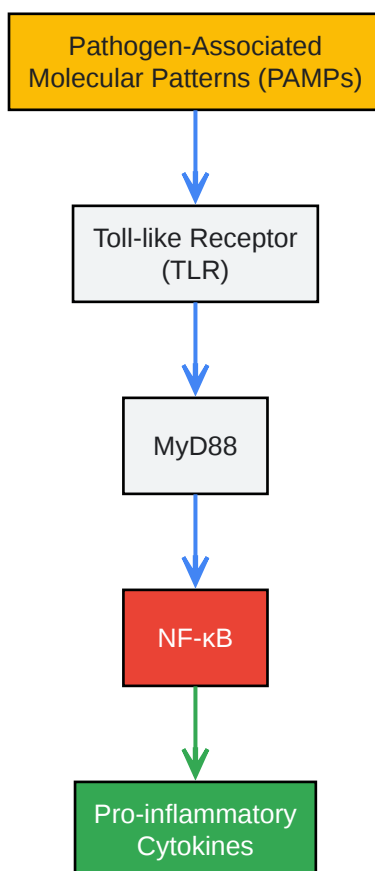 Pathogen-Associated
Molecular Patterns (PAMPs)
Toll-like Receptor
(TLR)
MyD88
NF-κB
Pro-inflammatory
Cytokines